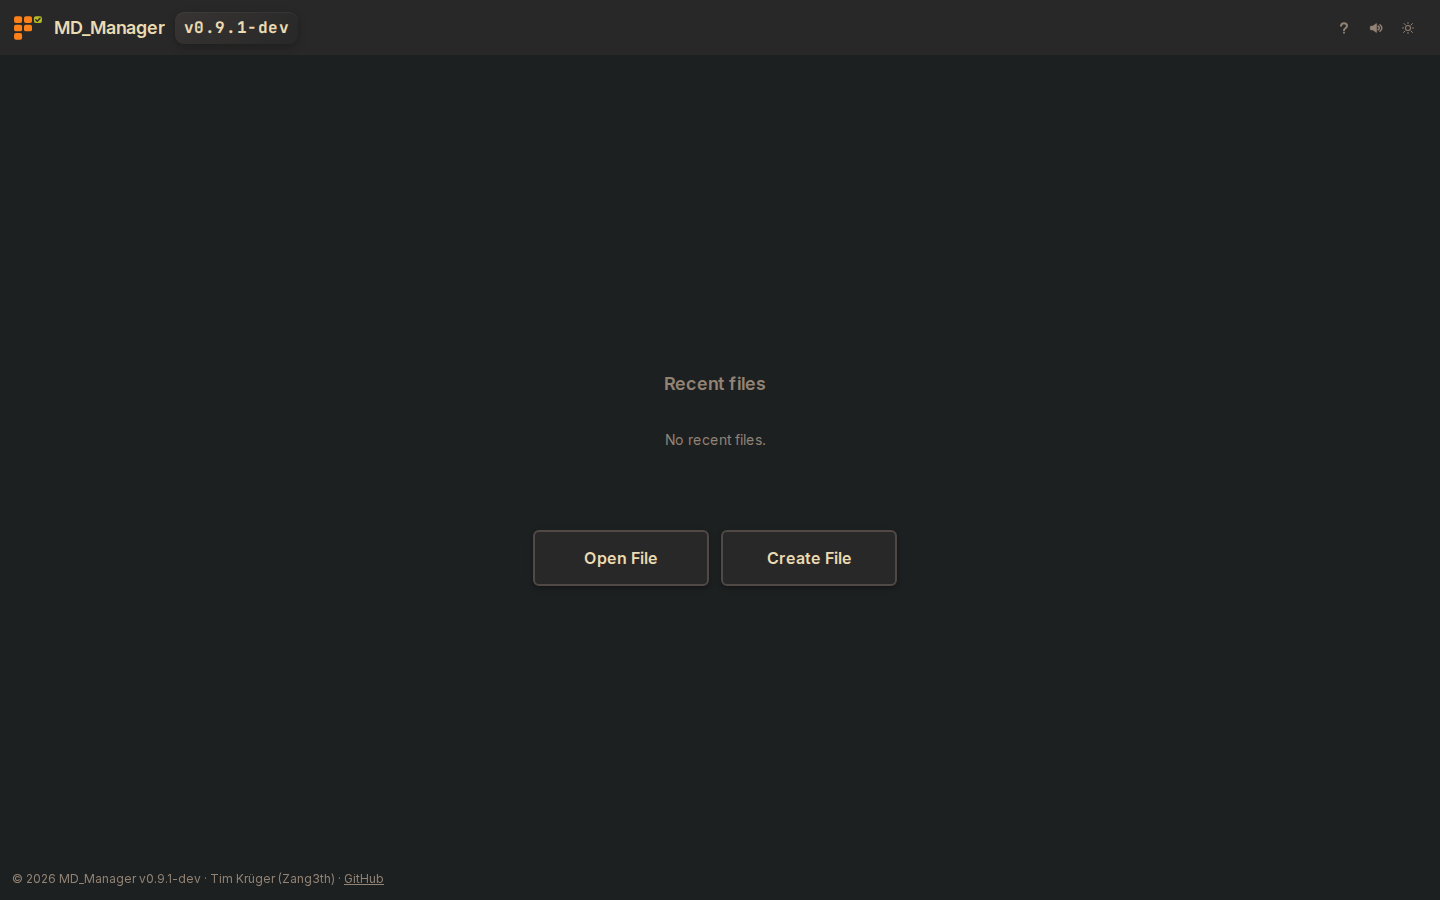 MD_Manager v0.9.1-dev
?
Recent files
No recent files.
Open File Create File
© 2026 MD_Manager v0.9.1-dev · Tim Krüger (Zang3th) · GitHub